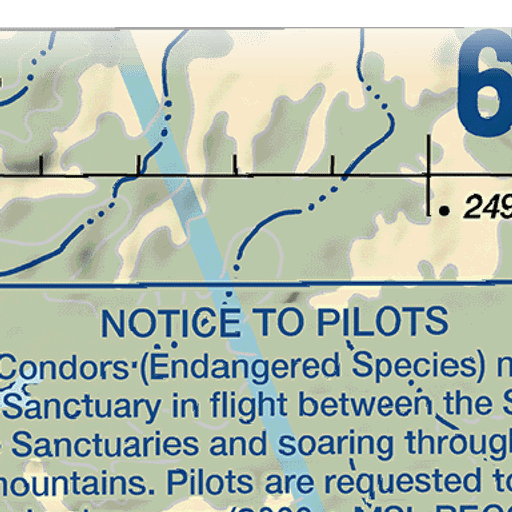 6
249
NOTICE TO PILOTS
Condors (Endangered Species)
Sanctuary in flight between the
Sanctuaries and soaring through
mountains. Pilots are requested to